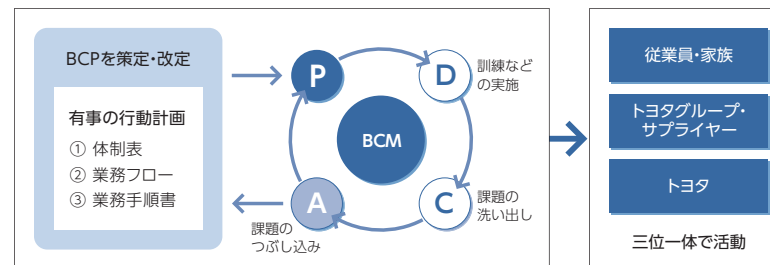 BCPを策定・改定
有事の行動計画
① 体制表
② 業務フロー
③ 業務手順書
P
D
訓練など
の実施
BCM
A
C
課題の
洗い出し
課題の
つぶし込み
従業員・家族
トヨタグループ・
サプライヤー
トヨタ
三位一体で活動